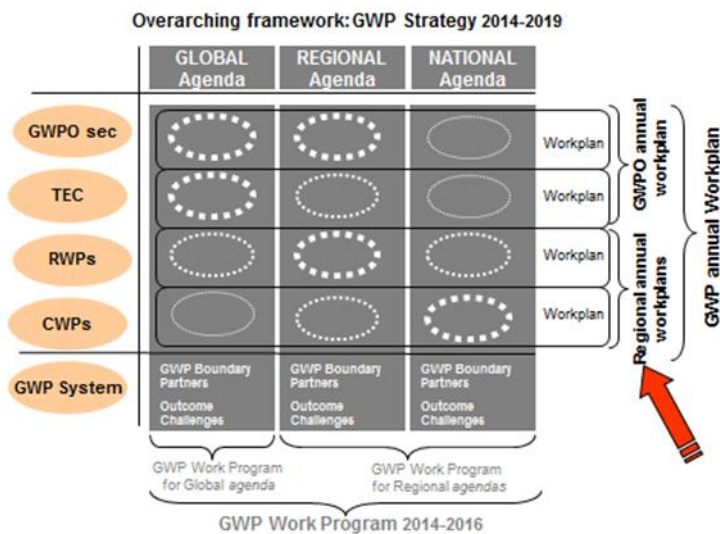 Overarching framework: GWP Strategy 2014-2019
GLOBAL
Agenda
REGIONAL
Agenda
NATIONAL
Agenda
GWPO sec
Workplan
TEC
Workplan
RWPs
Workplan
CWPs
Workplan
GWPO annual
workplan
Regional annual
workplans
GWP annual Workplan
GWP System
GWP Boundary
Partners
Outcome
Challenges
GWP Boundary
Partners
Outcome
Challenges
GWP Boundary
Partners
Outcome
Challenges
GWP Work Program
for Global agenda
GWP Work Program
for Regional agendas
GWP Work Program 2014-2016